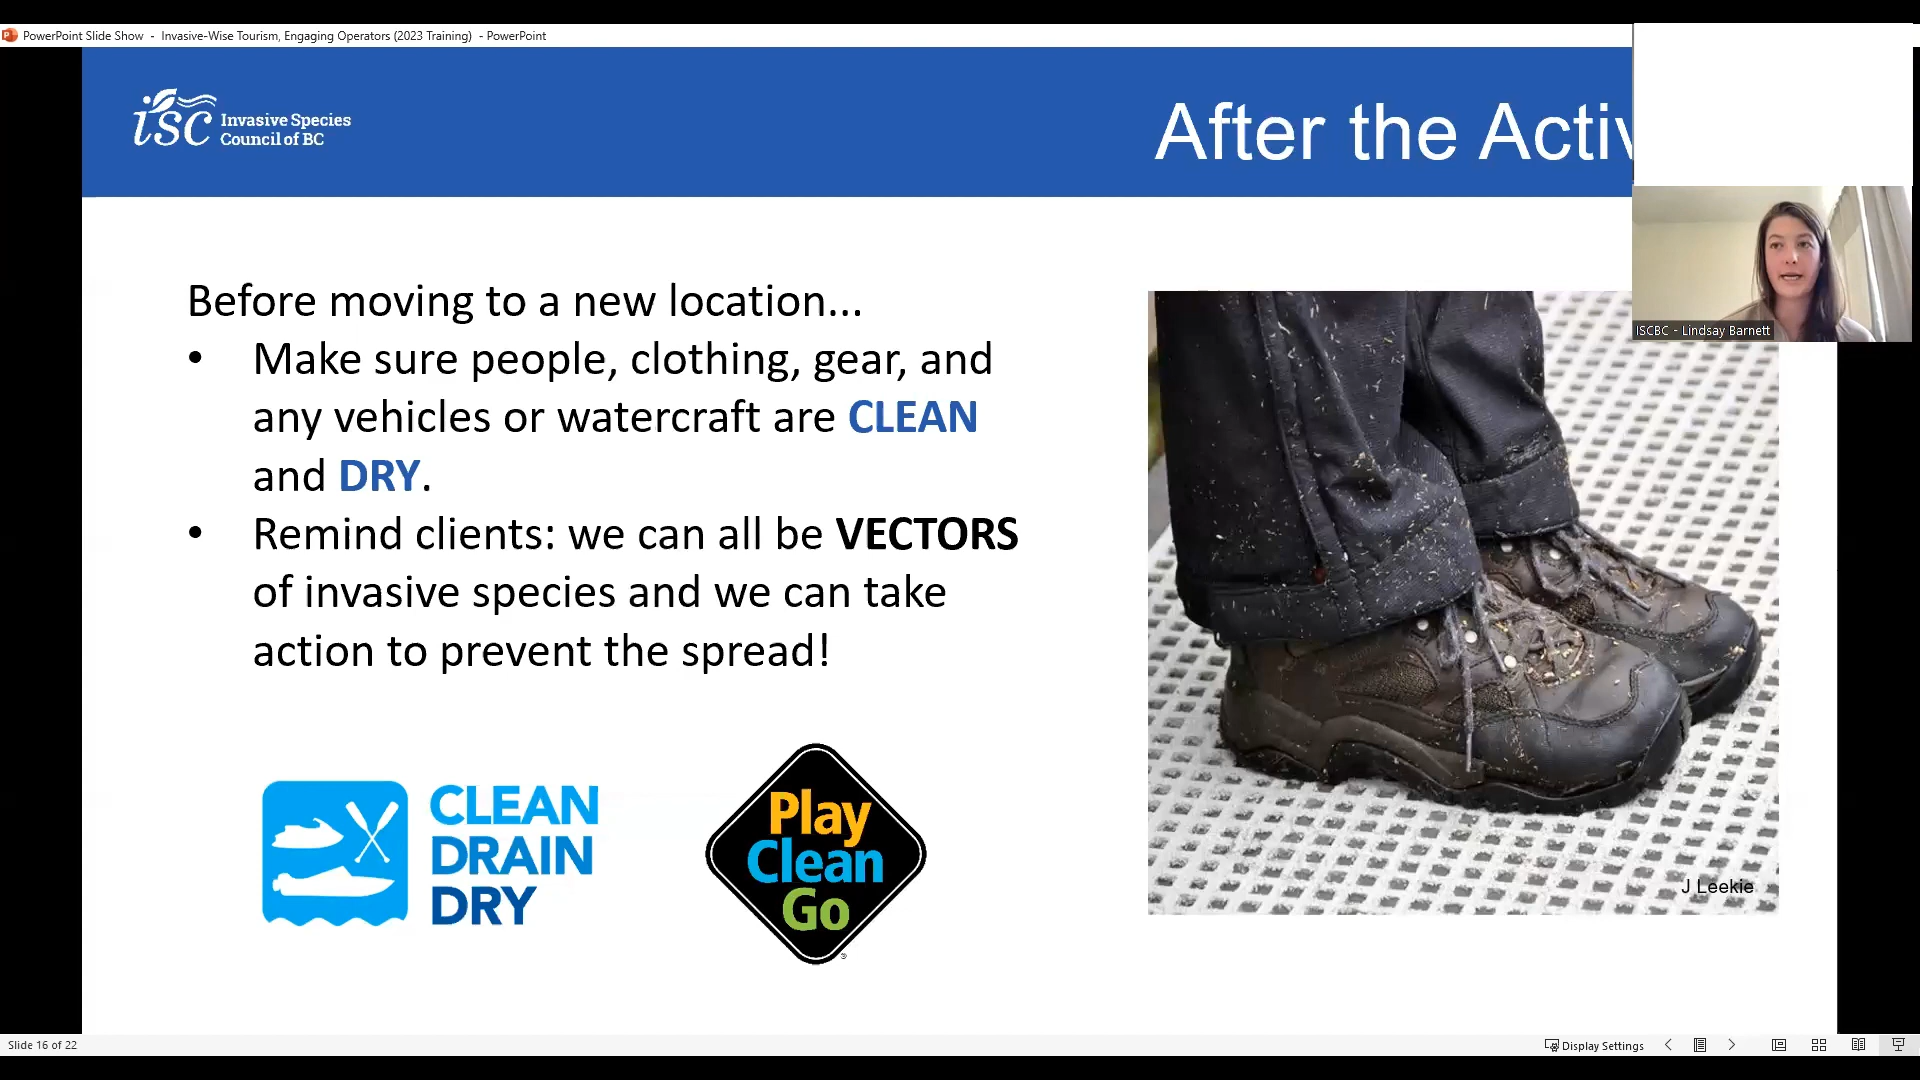 PowerPoint Slide Show - Invasive-Wise Tourism, Engaging Operators (2023 Training) - PowerPoint
isc Invasive Species
Council of BC
After the Activ
ISCBC - Lindsay Barnett
Before moving to a new location...
• Make sure people, clothing, gear, and
any vehicles or watercraft are CLEAN
and DRY.
• Remind clients: we can all be VECTORS
of invasive species and we can take
action to prevent the spread!
CLEAN
DRAIN
DRY
Play
Clean
Go
®
J Leekie
Slide 16 of 22
Display Settings